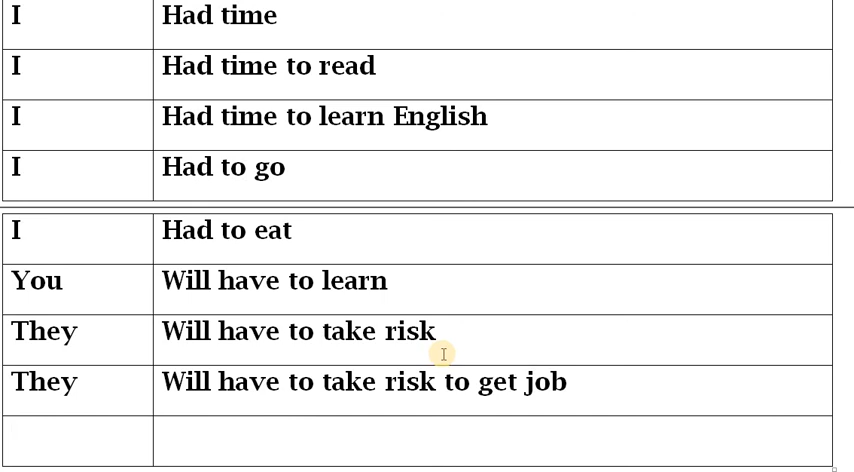 I Had time
I Had time to read
I Had time to learn English
I Had to go
I Had to eat
You Will have to learn
They Will have to take risk
They Will have to take risk to get job